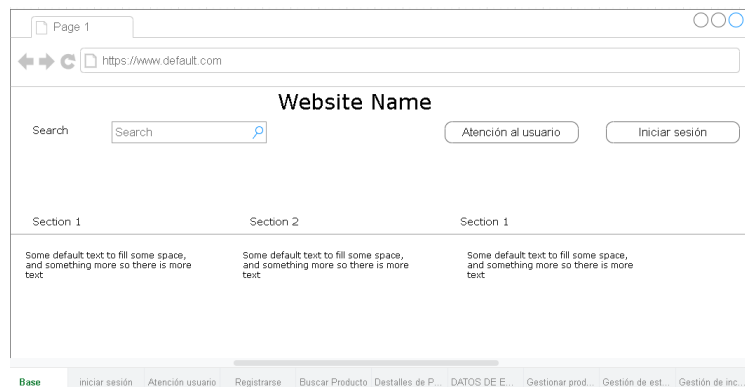 Page 1
https://www.default.com
Website Name
Search
Search
Atención al usuario
Iniciar sesión
Section 1
Section 2
Section 1
Some default text to fill some space,
and something more so there is more
text
Some default text to fill some space,
and something more so there is more
text
Some default text to fill some space,
and something more so there is more
text
Base
iniciar sesión
Atención usuario
Registrarse
Buscar Producto
Destalles de P...
DATOS DE E...
Gestionar prod...
Gestión de est...
Gestión de inc...